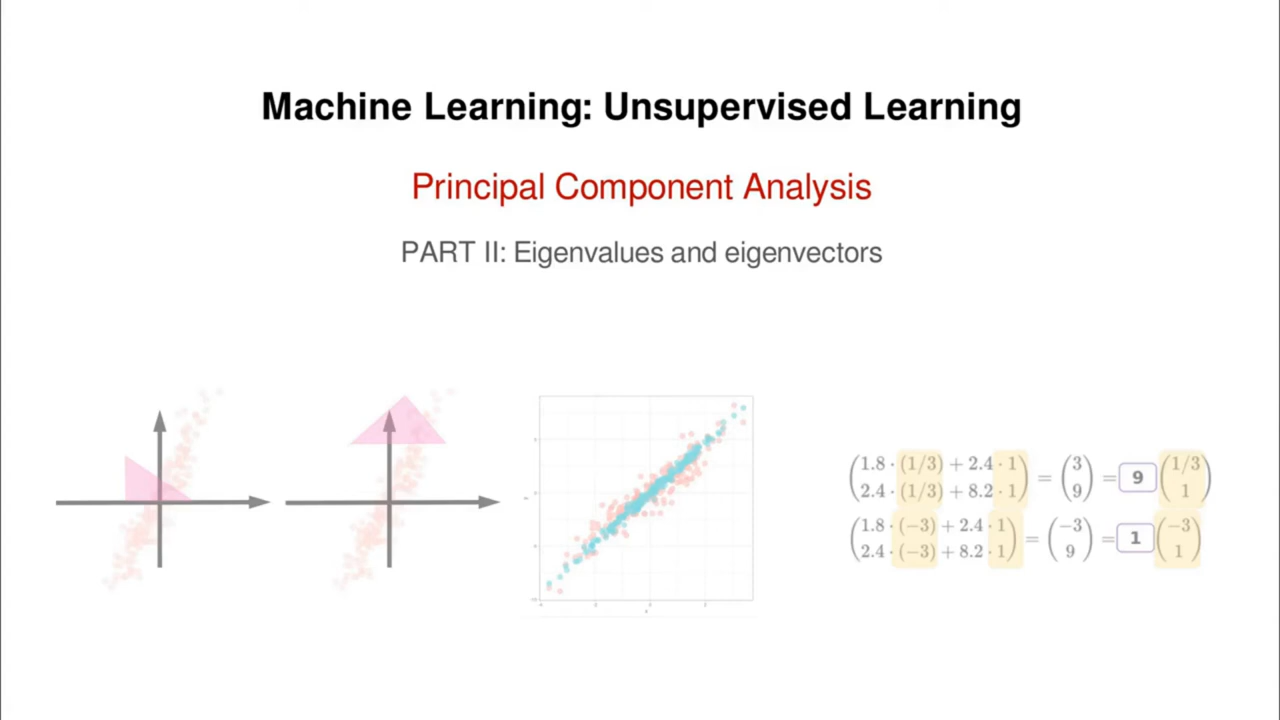 Machine Learning: Unsupervised Learning
Principal Component Analysis
PART II: Eigenvalues and eigenvectors
(1.8 · (1/3) + 2.4 · 1) = (3) = 9 (1/3)
(2.4 · (1/3) + 8.2 · 1) (9) (1)
(1.8 · (−3) + 2.4 · 1) = (−3) = 1 (−3)
(2.4 · (−3) + 8.2 · 1) (9) (1)